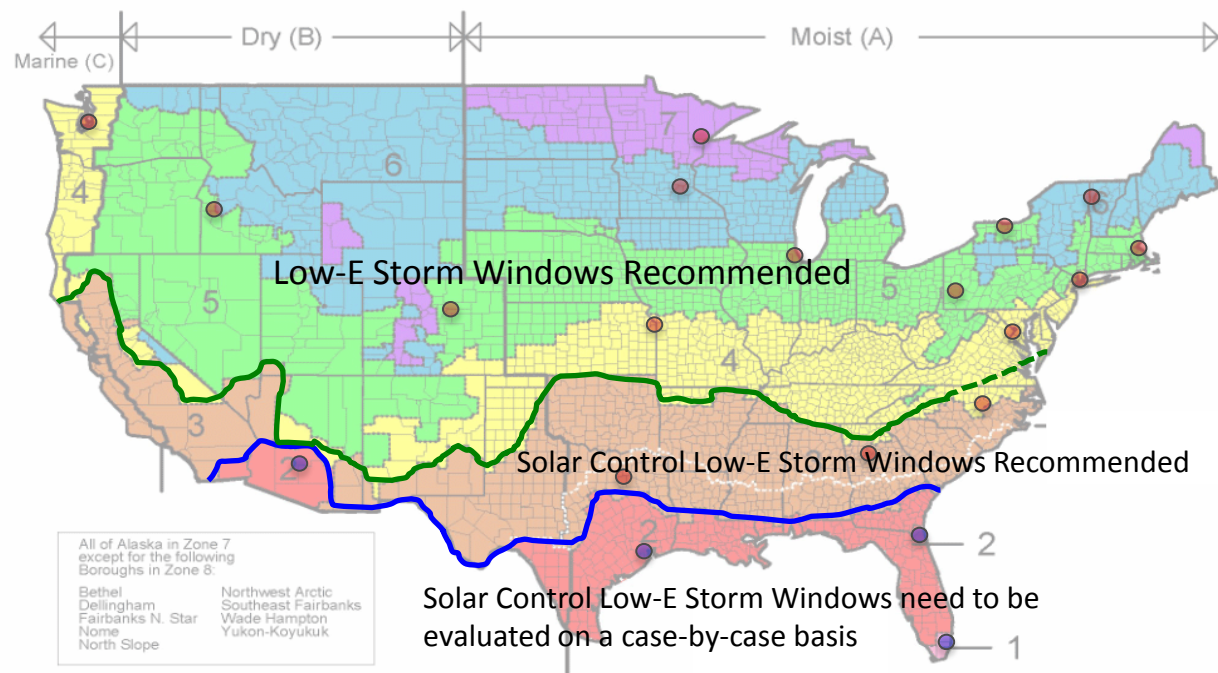 Dry (B)
Moist (A)
Marine (C)
7
6
4
6
Low-E Storm Windows Recommended
5
5
4
3
3
Solar Control Low-E Storm Windows Recommended
2
2
2
All of Alaska in Zone 7
except for the following
Boroughs in Zone 8:
Bethel
Dellingham
Fairbanks N. Star
Nome
North Slope
Northwest Arctic
Southeast Fairbanks
Wade Hampton
Yukon-Koyukuk
Solar Control Low-E Storm Windows need to be
evaluated on a case-by-case basis
1